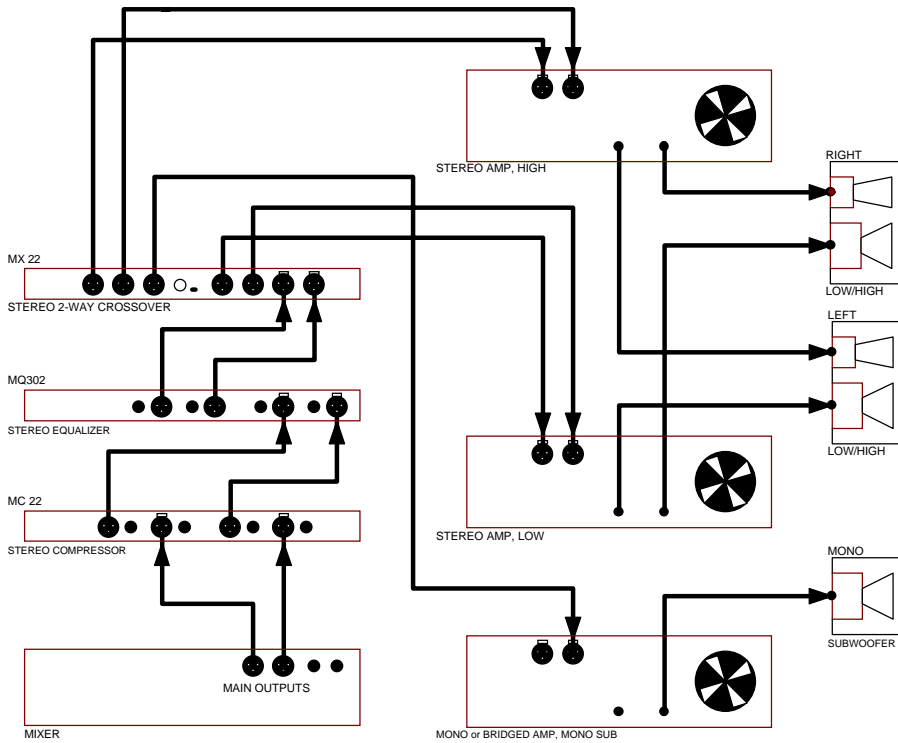 STEREO AMP, HIGH
RIGHT
LOW/HIGH
MX 22
STEREO 2-WAY CROSSOVER
LEFT
LOW/HIGH
MQ302
STEREO EQUALIZER
MC 22
STEREO COMPRESSOR
STEREO AMP, LOW
MONO
SUBWOOFER
MAIN OUTPUTS
MIXER
MONO or BRIDGED AMP, MONO SUB